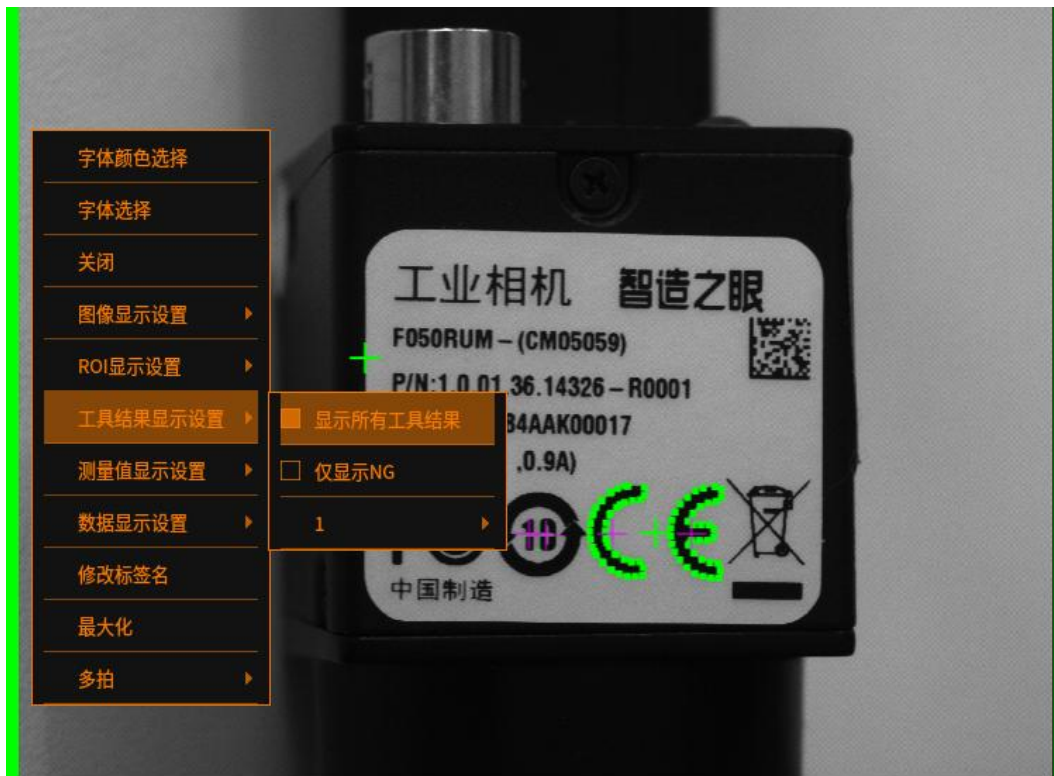 字体颜色选择
字体选择
关闭
图像显示设置
ROI显示设置
工具结果显示设置
测量值显示设置
数据显示设置
修改标签名
最大化
多拍
显示所有工具结果
仅显示NG
1
工业相机 智造之眼
F050RUM – (CM05059)
P/N:1.0.01.36.14326 – R0001
84AAK00017
,0.9A)
10
CE
中国制造